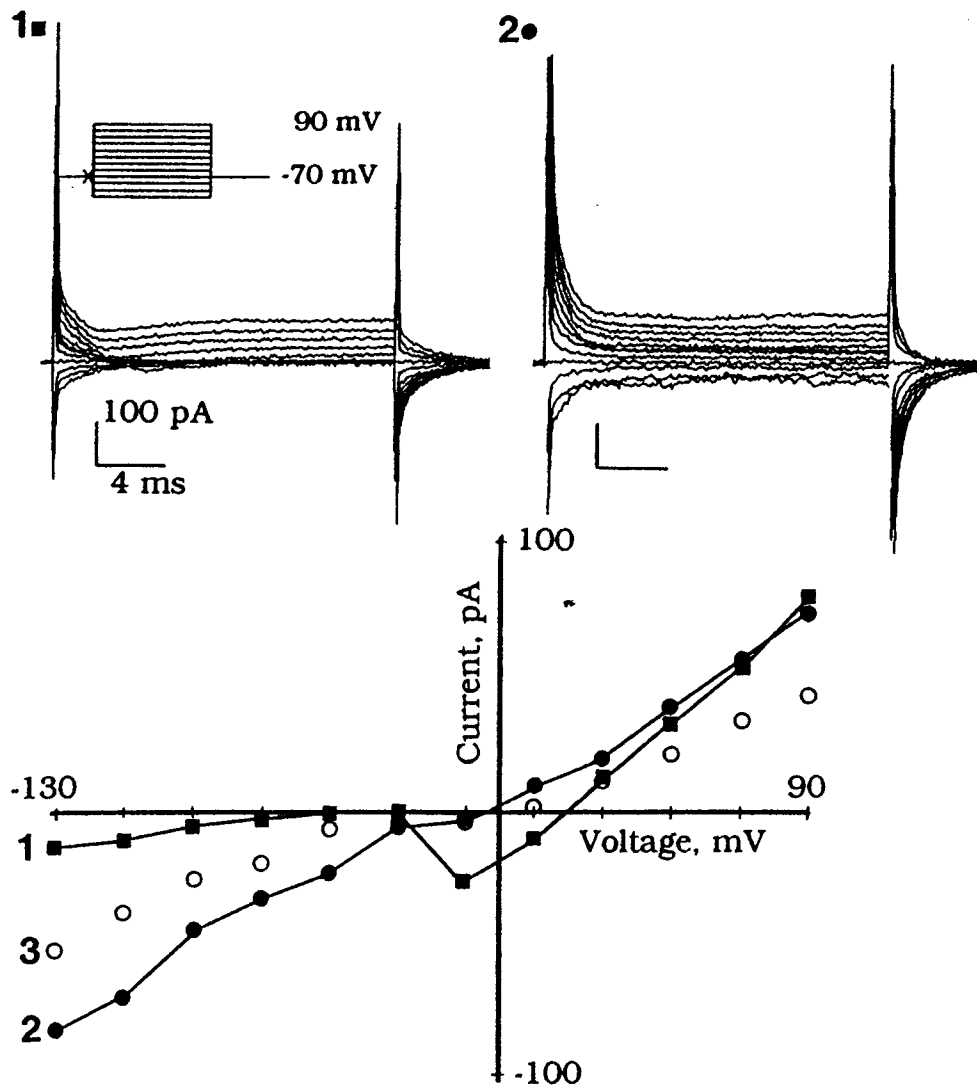 1■
2●
90 mV
-70 mV
100 pA
4 ms
100
Current, pA
-130
90
Voltage, mV
1
3
2
-100